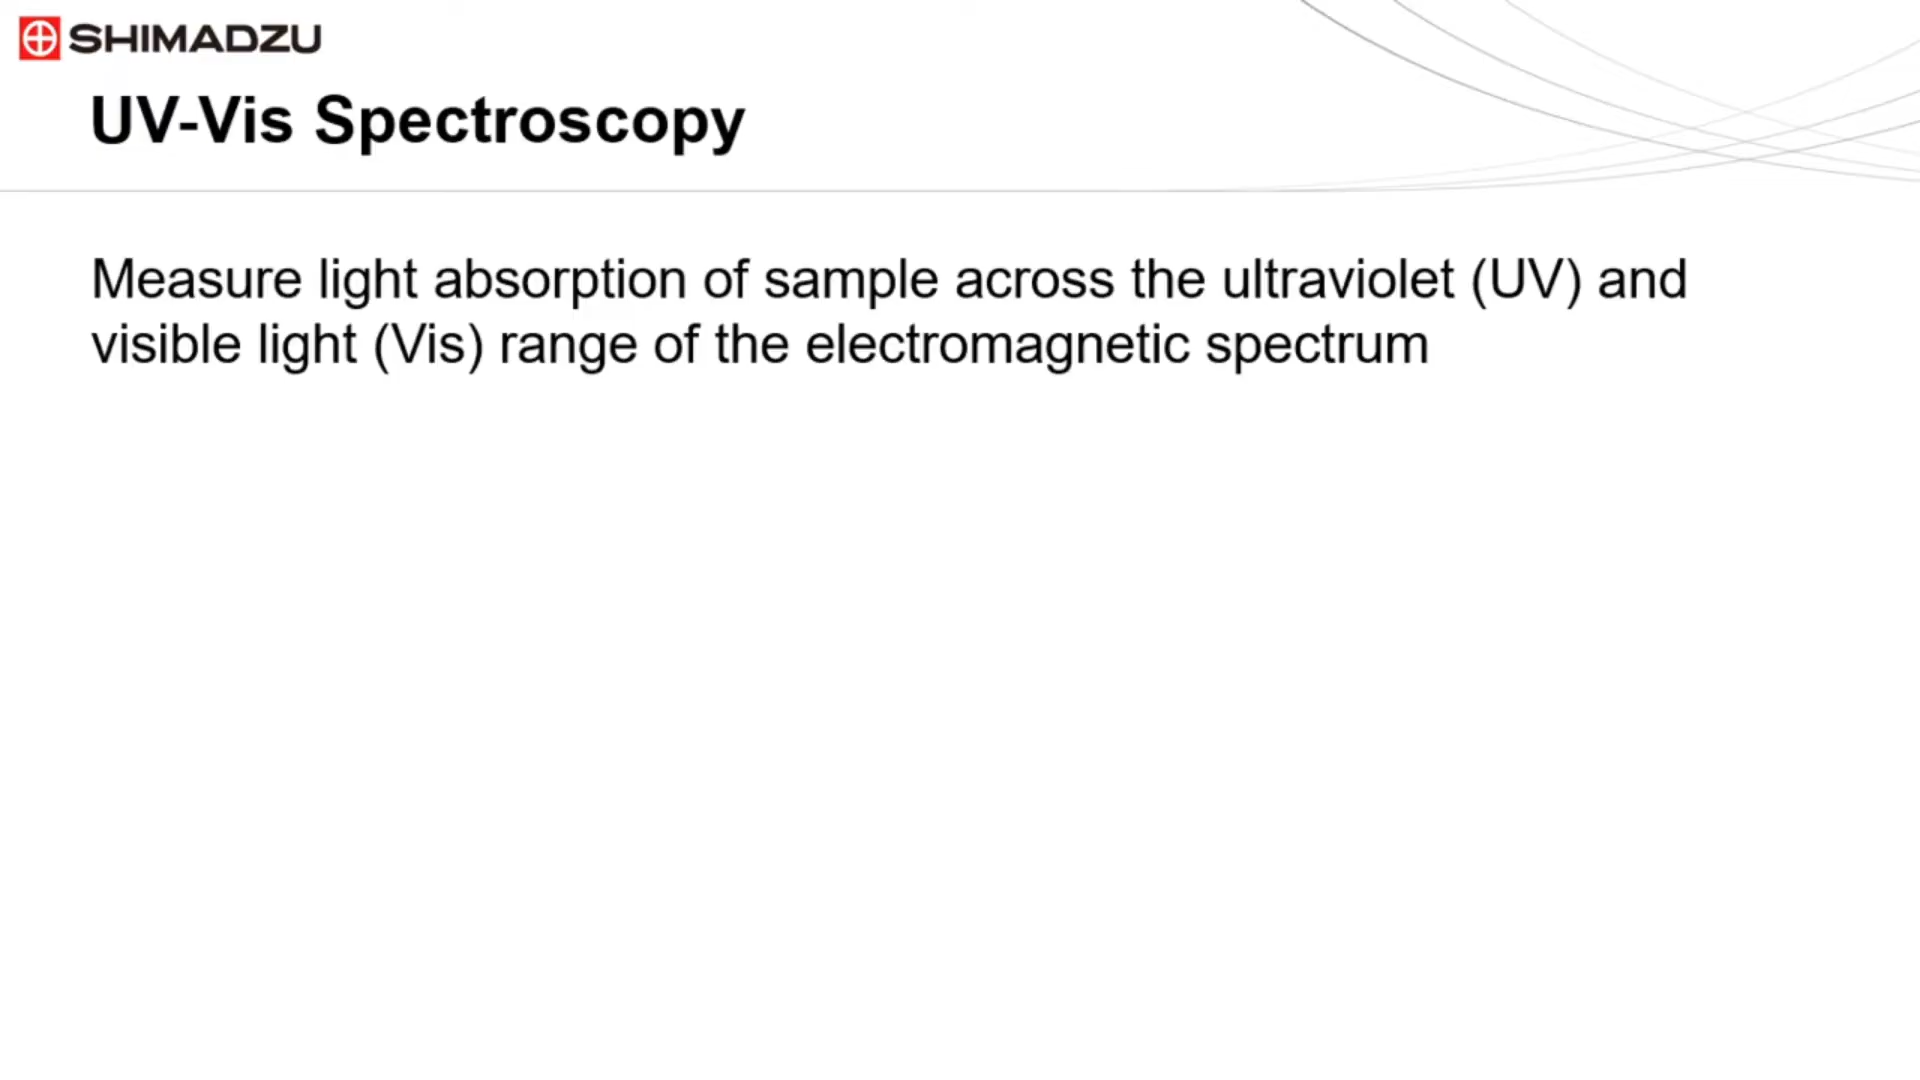 SHIMADZU
UV-Vis Spectroscopy
Measure light absorption of sample across the ultraviolet (UV) and
visible light (Vis) range of the electromagnetic spectrum